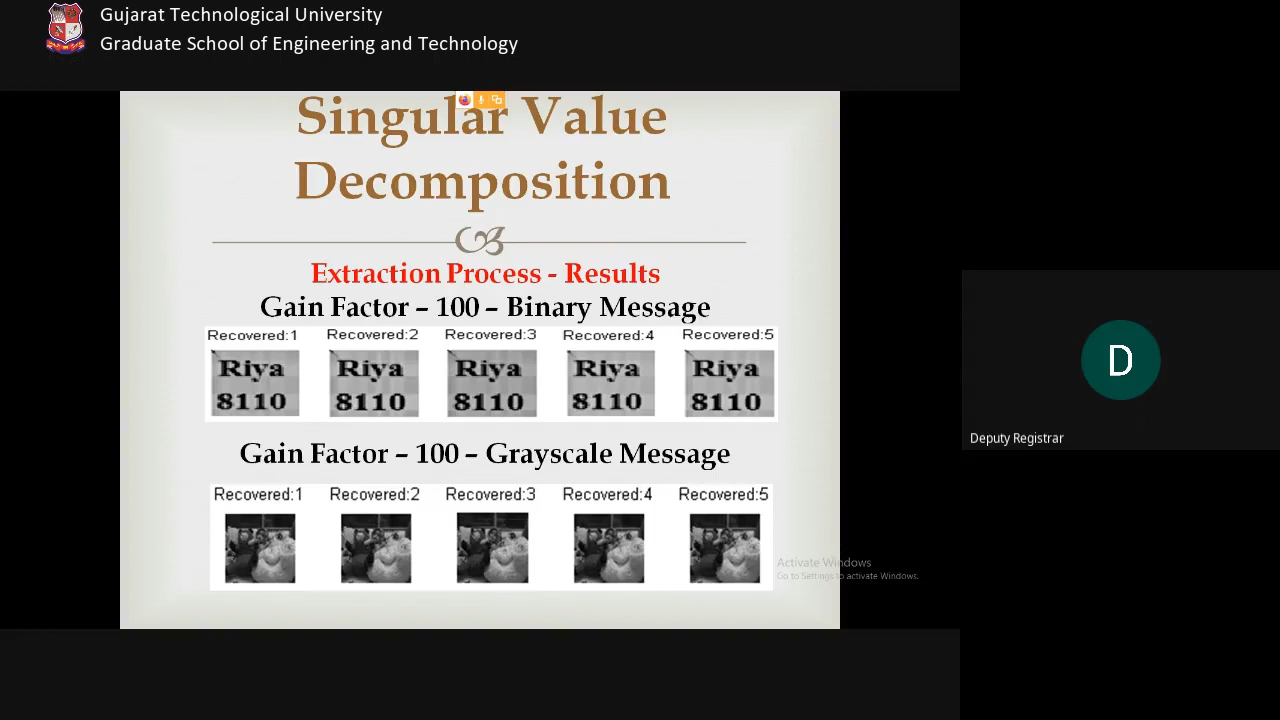 Gujarat Technological University
Graduate School of Engineering and Technology
Singular Value
Decomposition
Extraction Process - Results
Gain Factor – 100 – Binary Message
Recovered:1 Recovered:2 Recovered:3 Recovered:4 Recovered:5
Riya Riya Riya Riya Riya
8110 8110 8110 8110 8110
Gain Factor – 100 – Grayscale Message
Recovered:1 Recovered:2 Recovered:3 Recovered:4 Recovered:5
Activate Windows
Go to Settings to activate Windows.
D
Deputy Registrar